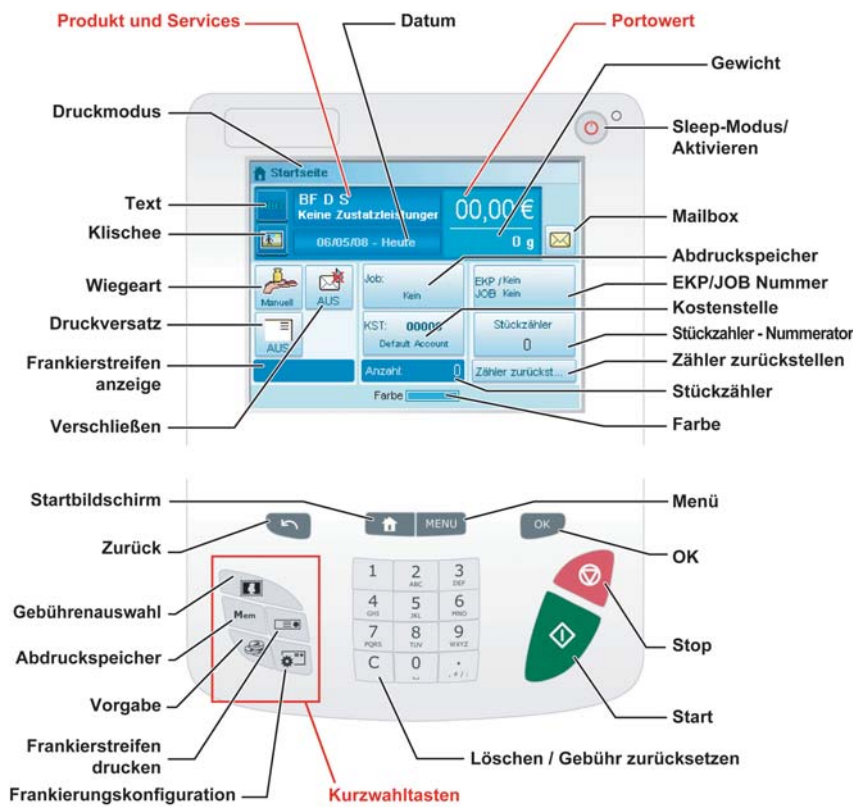 Produkt und Services
Datum
Portowert
Gewicht
Druckmodus
Sleep-Modus/
Aktivieren
Startseite
Text
BF D S
Keine Zustatzleistunger
00,00 €
Klischee
06/05/08 - Heute
0 g
Mailbox
Abdruckspeicher
Wiegeart
Manuell
AUS
Job:
Kein
EKP / Kein
JOB Kein
EKP/JOB Nummer
Kostenstelle
Druckversatz
AUS
KST: 00006
Default Account
Stückzähler
0
Stückzahler - Nummerator
Frankierstreifen
anzeige
Anzahl: 0
Zähler zurückst...
Zähler zurückstellen
Stückzähler
Verschließen
Farbe
Farbe
Startbildschirm
Menü
Zurück
MENU
OK
OK
Gebührenauswahl
1
2
ABC
3
DEF
Mem
4
GHI
5
JKL
6
MNO
Abdruckspeicher
7
PQRS
8
TUV
9
WXYZ
Stop
Vorgabe
C
0
. , # / :
Start
Frankierstreifen
drucken
Löschen / Gebühr zurücksetzen
Frankierungskonfiguration
Kurzwahltasten